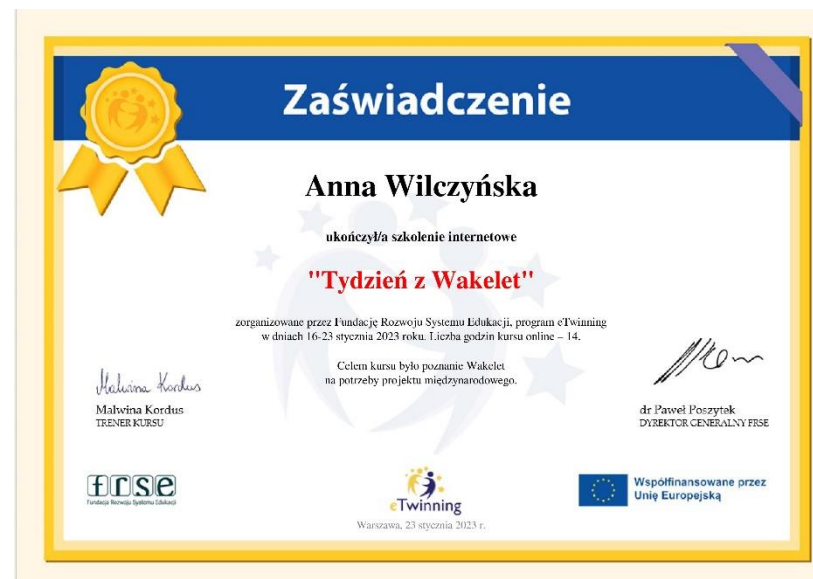 Zaświadczenie
Anna Wilczyńska
ukończył/a szkolenie internetowe
"Tydzień z Wakelet"
zorganizowane przez Fundację Rozwoju Systemu Edukacji, program eTwinning
w dniach 16-23 stycznia 2023 roku. Liczba godzin kursu online – 14.
Celem kursu było poznanie Wakelet
na potrzeby projektu międzynarodowego.
Malwina Kordus
Malwina Kordus
TRENER KURSU
dr Paweł Poszytek
DYREKTOR GENERALNY FRSE
frse
Fundacja Rozwoju Systemu Edukacji
eTwinning
Współfinansowane przez
Unię Europejską
Warszawa, 23 stycznia 2023 r.